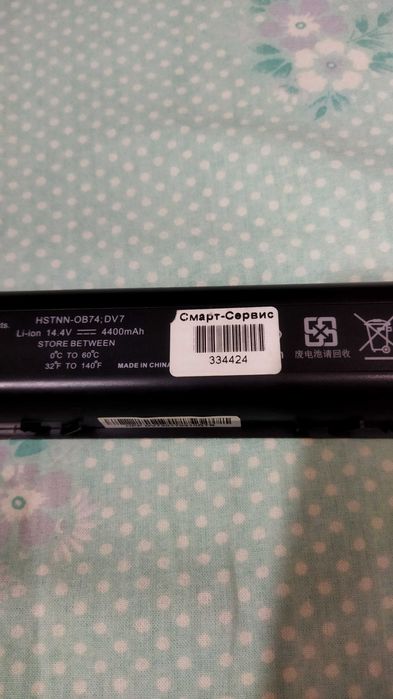 cts.
HSTNN-OB74;DV7
Li-ion 14.4V 4400mAh
STORE BETWEEN
0℃ TO 60℃
32℉ TO 140℉
MADE IN CHINA
Смарт-Сервис
334424
废电池请回收